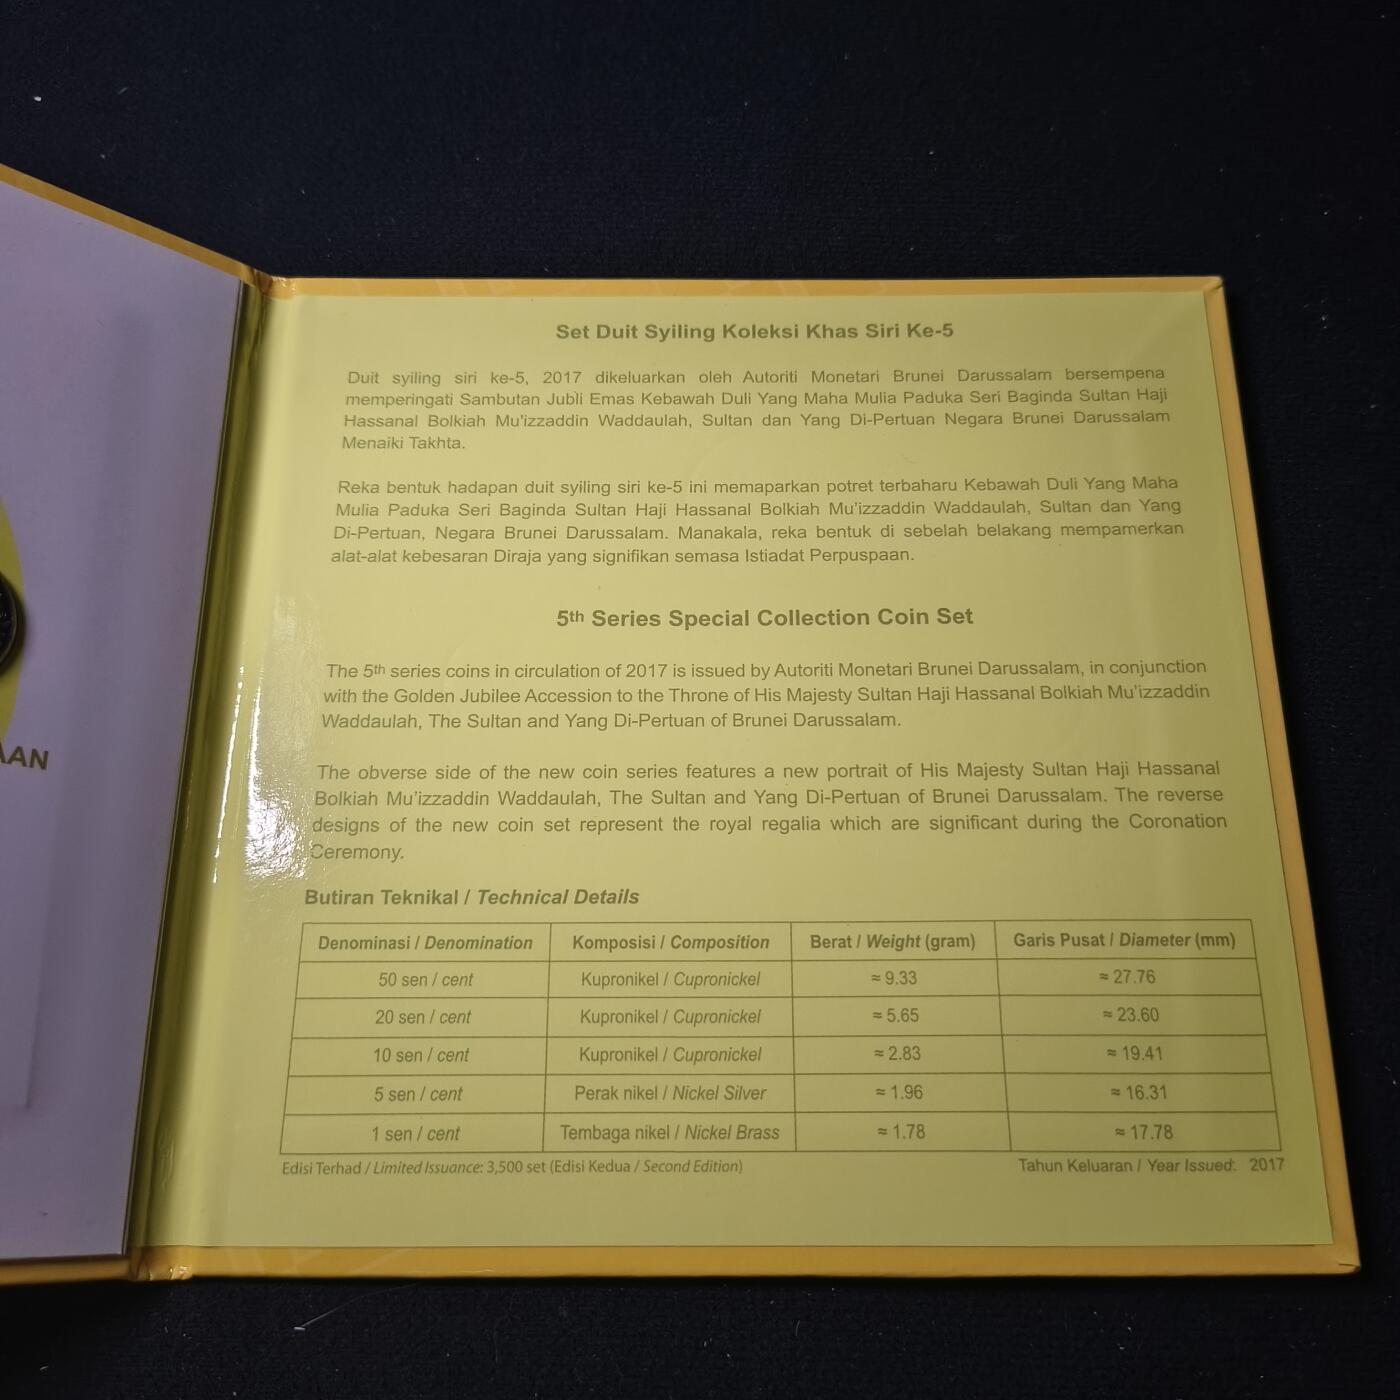 AAN
Set Duit Syiling Koleksi Khas Siri Ke-5
Duit syiling siri ke-5, 2017 dikeluarkan oleh Autoriti Monetari Brunei Darussalam bersempena
memperingati Sambutan Jubli Emas Kebawah Duli Yang Maha Mulia Paduka Seri Baginda Sultan Haji
Hassanal Bolkiah Mu'izzaddin Waddaulah, Sultan dan Yang Di-Pertuan Negara Brunei Darussalam
Menaiki Takhta.
Reka bentuk hadapan duit syiling siri ke-5 ini memaparkan potret terbaharu Kebawah Duli Yang Maha
Mulia Paduka Seri Baginda Sultan Haji Hassanal Bolkiah Mu'izzaddin Waddaulah, Sultan dan Yang
Di-Pertuan, Negara Brunei Darussalam. Manakala, reka bentuk di sebelah belakang mempamerkan
alat-alat kebesaran Diraja yang signifikan semasa Istiadat Perpuspaan.
5th Series Special Collection Coin Set
The 5th series coins in circulation of 2017 is issued by Autoriti Monetari Brunei Darussalam, in conjunction
with the Golden Jubilee Accession to the Throne of His Majesty Sultan Haji Hassanal Bolkiah Mu'izzaddin
Waddaulah, The Sultan and Yang Di-Pertuan of Brunei Darussalam.
The obverse side of the new coin series features a new portrait of His Majesty Sultan Haji Hassanal
Bolkiah Mu'izzaddin Waddaulah, The Sultan and Yang Di-Pertuan of Brunei Darussalam. The reverse
designs of the new coin set represent the royal regalia which are significant during the Coronation
Ceremony.
Butiran Teknikal / Technical Details
Denominasi / Denomination Komposisi / Composition Berat / Weight (gram) Garis Pusat / Diameter (mm)
50 sen / cent Kupronikel / Cupronickel ≈ 9.33 ≈ 27.76
20 sen / cent Kupronikel / Cupronickel ≈ 5.65 ≈ 23.60
10 sen / cent Kupronikel / Cupronickel ≈ 2.83 ≈ 19.41
5 sen / cent Perak nikel / Nickel Silver ≈ 1.96 ≈ 16.31
1 sen / cent Tembaga nikel / Nickel Brass ≈ 1.78 ≈ 17.78
Edisi Terhad / Limited Issuance: 3,500 set (Edisi Kedua / Second Edition) Tahun Keluaran / Year Issued: 2017